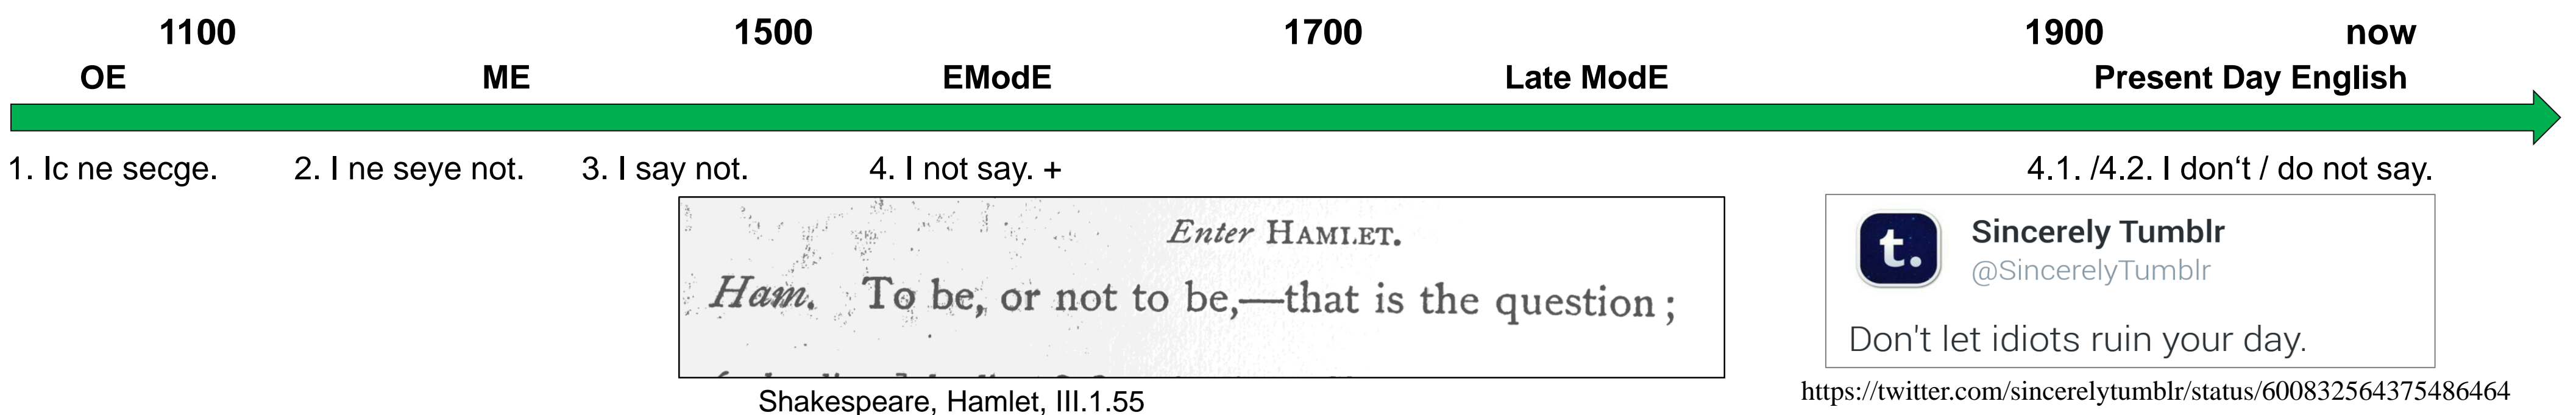 1100 1500 1700 1900 now
OE ME EModE Late ModE Present Day English
1. Ic ne secge. 2. I ne seye not. 3. I say not. 4. I not say. + 4.1. /4.2. I don‘t / do not say.
Enter HAMLET.
Ham. To be, or not to be,—that is the question ;
Shakespeare, Hamlet, III.1.55
t.
Sincerely Tumblr
@SincerelyTumblr
Don't let idiots ruin your day.
https://twitter.com/sincerelytumblr/status/600832564375486464